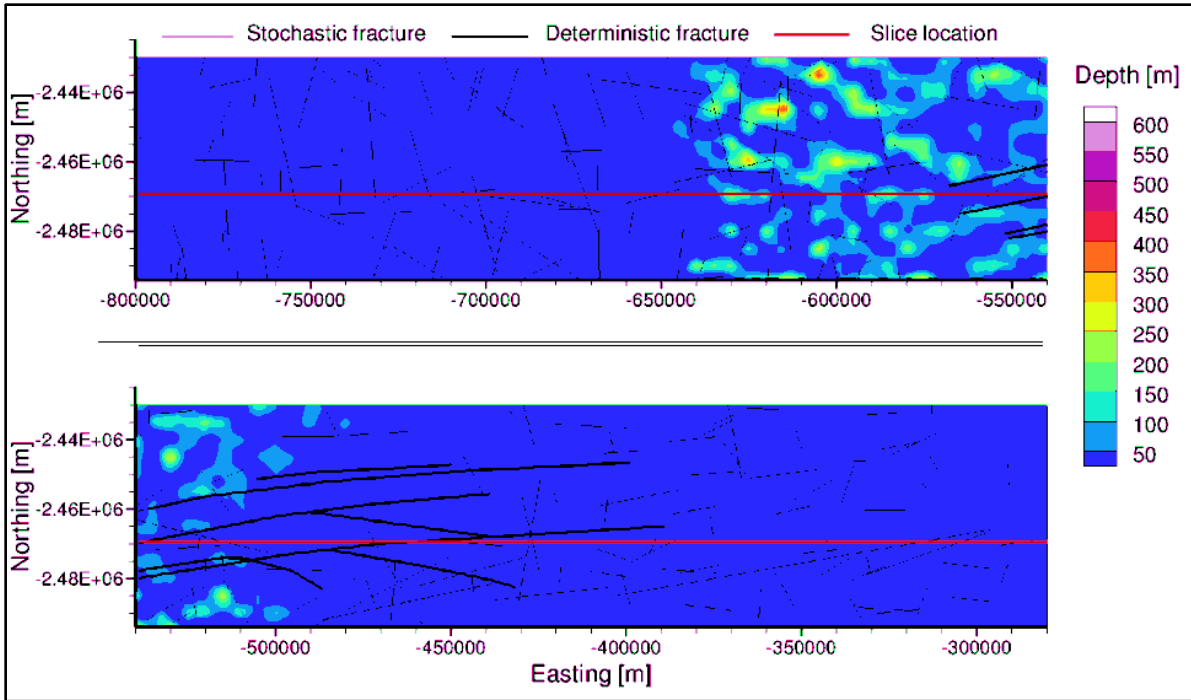 Stochastic fracture Deterministic fracture Slice location
Depth [m]
600
550
500
450
400
350
300
250
200
150
100
50
Northing [m]
-2.44E+06
-2.46E+06
-2.48E+06
-800000 -750000 -700000 -650000 -600000 -550000
Northing [m]
-2.44E+06
-2.46E+06
-2.48E+06
-500000 -450000 -400000 -350000 -300000
Easting [m]